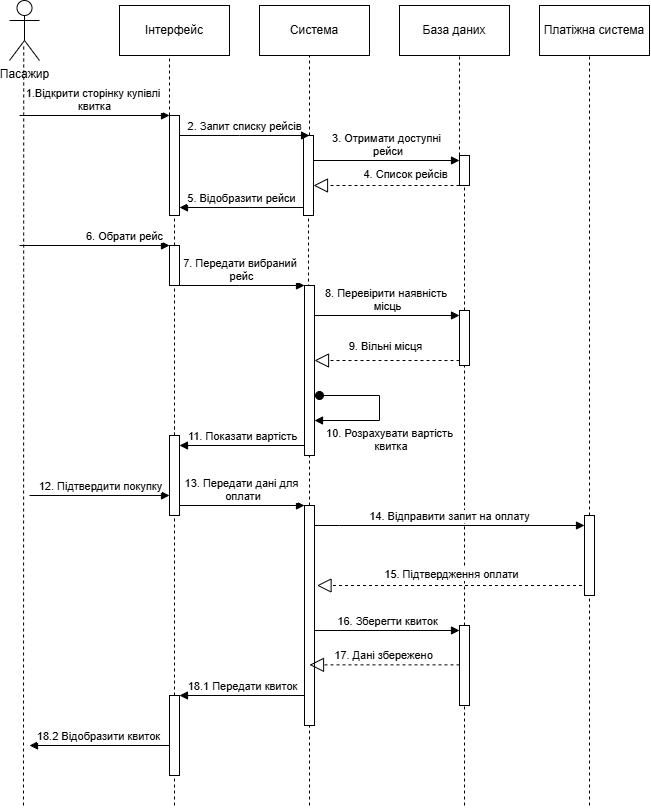 Інтерфейс
Система
База даних
Платіжна система
Пасажир
1.Відкрити сторінку купівлі
квитка
2. Запит списку рейсів
3. Отримати доступні
рейси
4. Список рейсів
5. Відобразити рейси
6. Обрати рейс
7. Передати вибраний
рейс
8. Перевірити наявність
місць
9. Вільні місця
10. Розрахувати вартість
квитка
11. Показати вартість
12. Підтвердити покупку
13. Передати дані для
оплати
14. Відправити запит на оплату
15. Підтвердження оплати
16. Зберегти квиток
17. Дані збережено
18.1 Передати квиток
18.2 Відобразити квиток